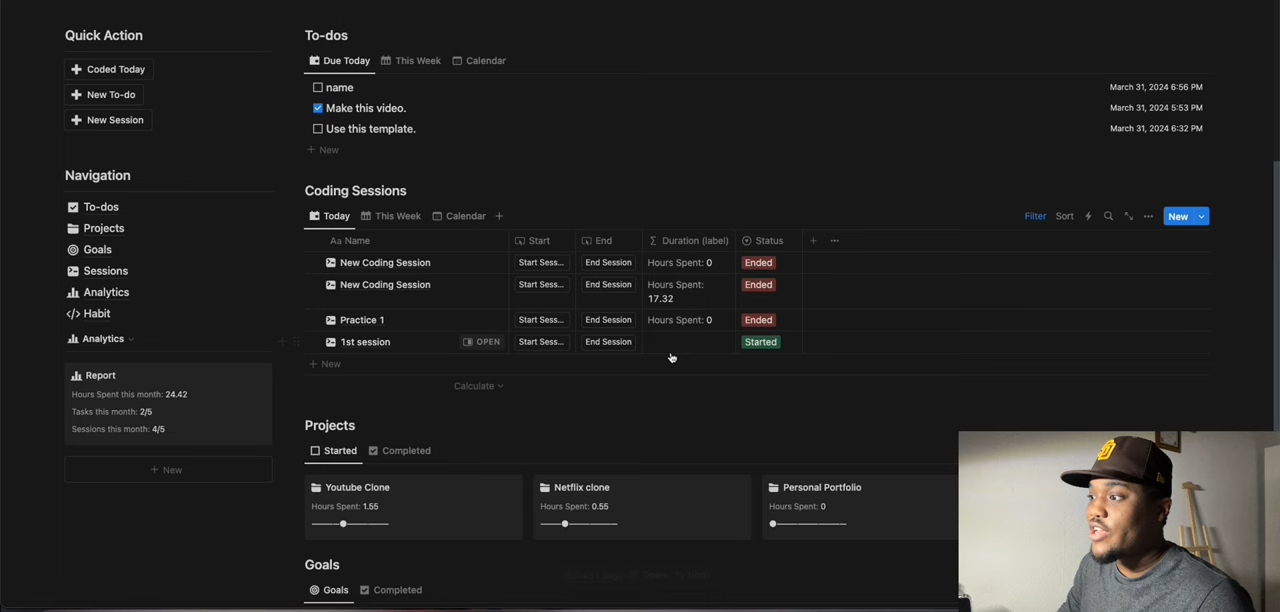 Quick Action
Coded Today
New To-do
New Session
Navigation
To-dos
Projects
Goals
Sessions
Analytics
</> Habit
Analytics
Report
Hours Spent this month: 24.42
Tasks this month: 2/5
Sessions this month: 4/5
+ New
To-dos
Due Today This Week Calendar
name March 31, 2024 6:56 PM
Make this video. March 31, 2024 5:53 PM
Use this template. March 31, 2024 6:32 PM
+ New
Coding Sessions
Today This Week Calendar + Filter Sort New
Aa Name Start End Σ Duration (label) Status + ...
New Coding Session Start Sess... End Session Hours Spent: 0 Ended
New Coding Session Start Sess... End Session Hours Spent: 17.32 Ended
Practice 1 Start Sess... End Session Hours Spent: 0 Ended
1st session OPEN Start Sess... End Session Started
+ New
Calculate
Projects
Started Completed
Youtube Clone Netflix clone Personal Portfolio
Hours Spent: 1.55 Hours Spent: 0.55 Hours Spent: 0
Goals
Goals Completed